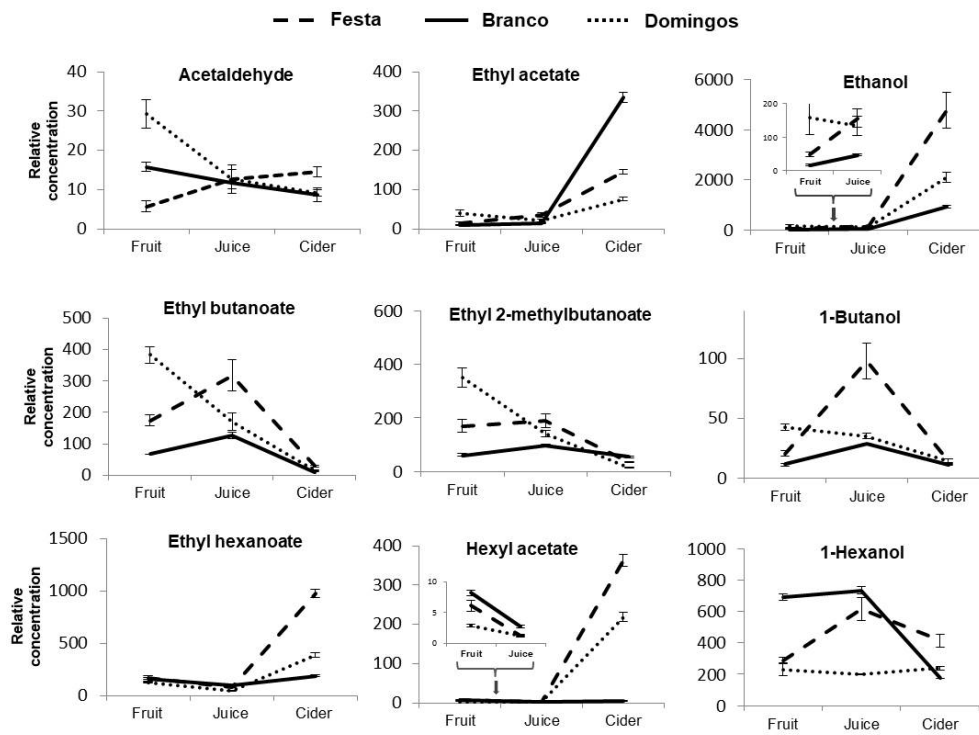 Festa Branco Domingos
Acetaldehyde
Relative concentration
40
30
20
10
0
Fruit Juice Cider
Ethyl acetate
400
300
200
100
0
Fruit Juice Cider
Ethanol
6000
4000
2000
0
200
100
0
Fruit Juice
Fruit Juice Cider
Ethyl butanoate
Relative concentration
500
400
300
200
100
0
Fruit Juice Cider
Ethyl 2-methylbutanoate
600
400
200
0
Fruit Juice Cider
1-Butanol
100
50
0
Fruit Juice Cider
Ethyl hexanoate
Relative concentration
1500
1000
500
0
Fruit Juice Cider
Hexyl acetate
400
300
200
100
0
10
5
0
Fruit Juice
Fruit Juice Cider
1-Hexanol
1000
800
600
400
200
0
Fruit Juice Cider